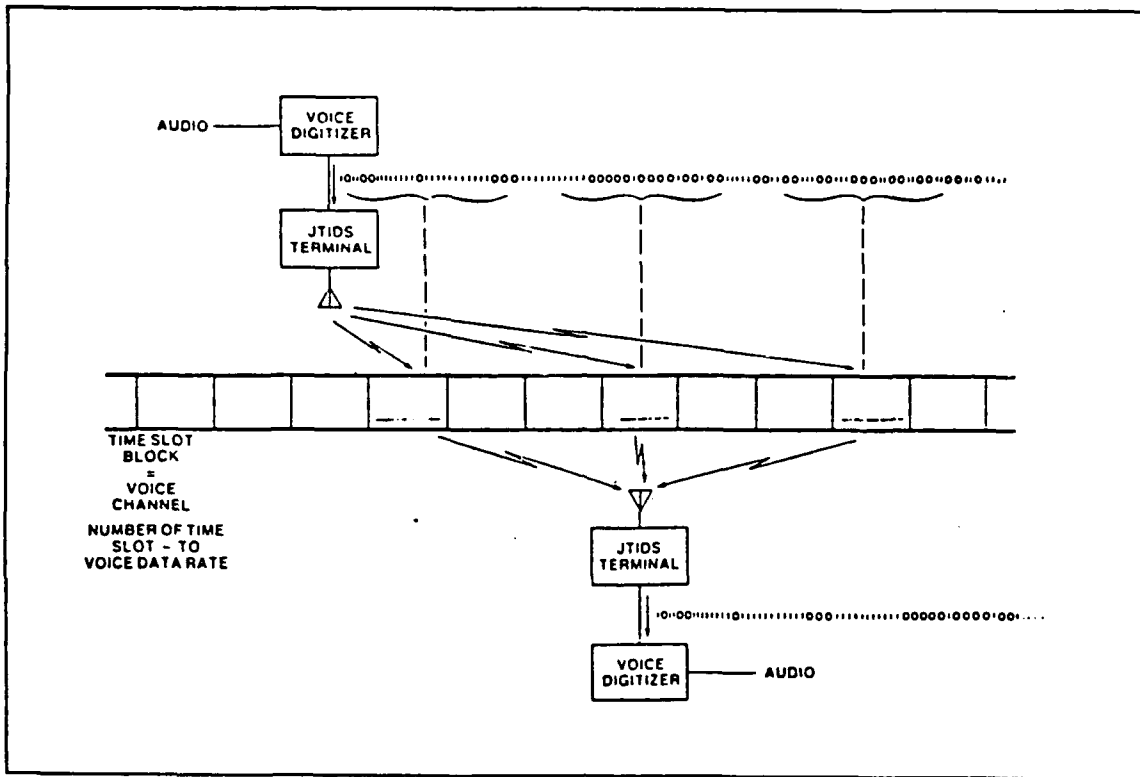 AUDIO
VOICE
DIGITIZER
JTIDS
TERMINAL
TIME SLOT
BLOCK
=
VOICE
CHANNEL
NUMBER OF TIME
SLOT - TO
VOICE DATA RATE
JTIDS
TERMINAL
VOICE
DIGITIZER
AUDIO